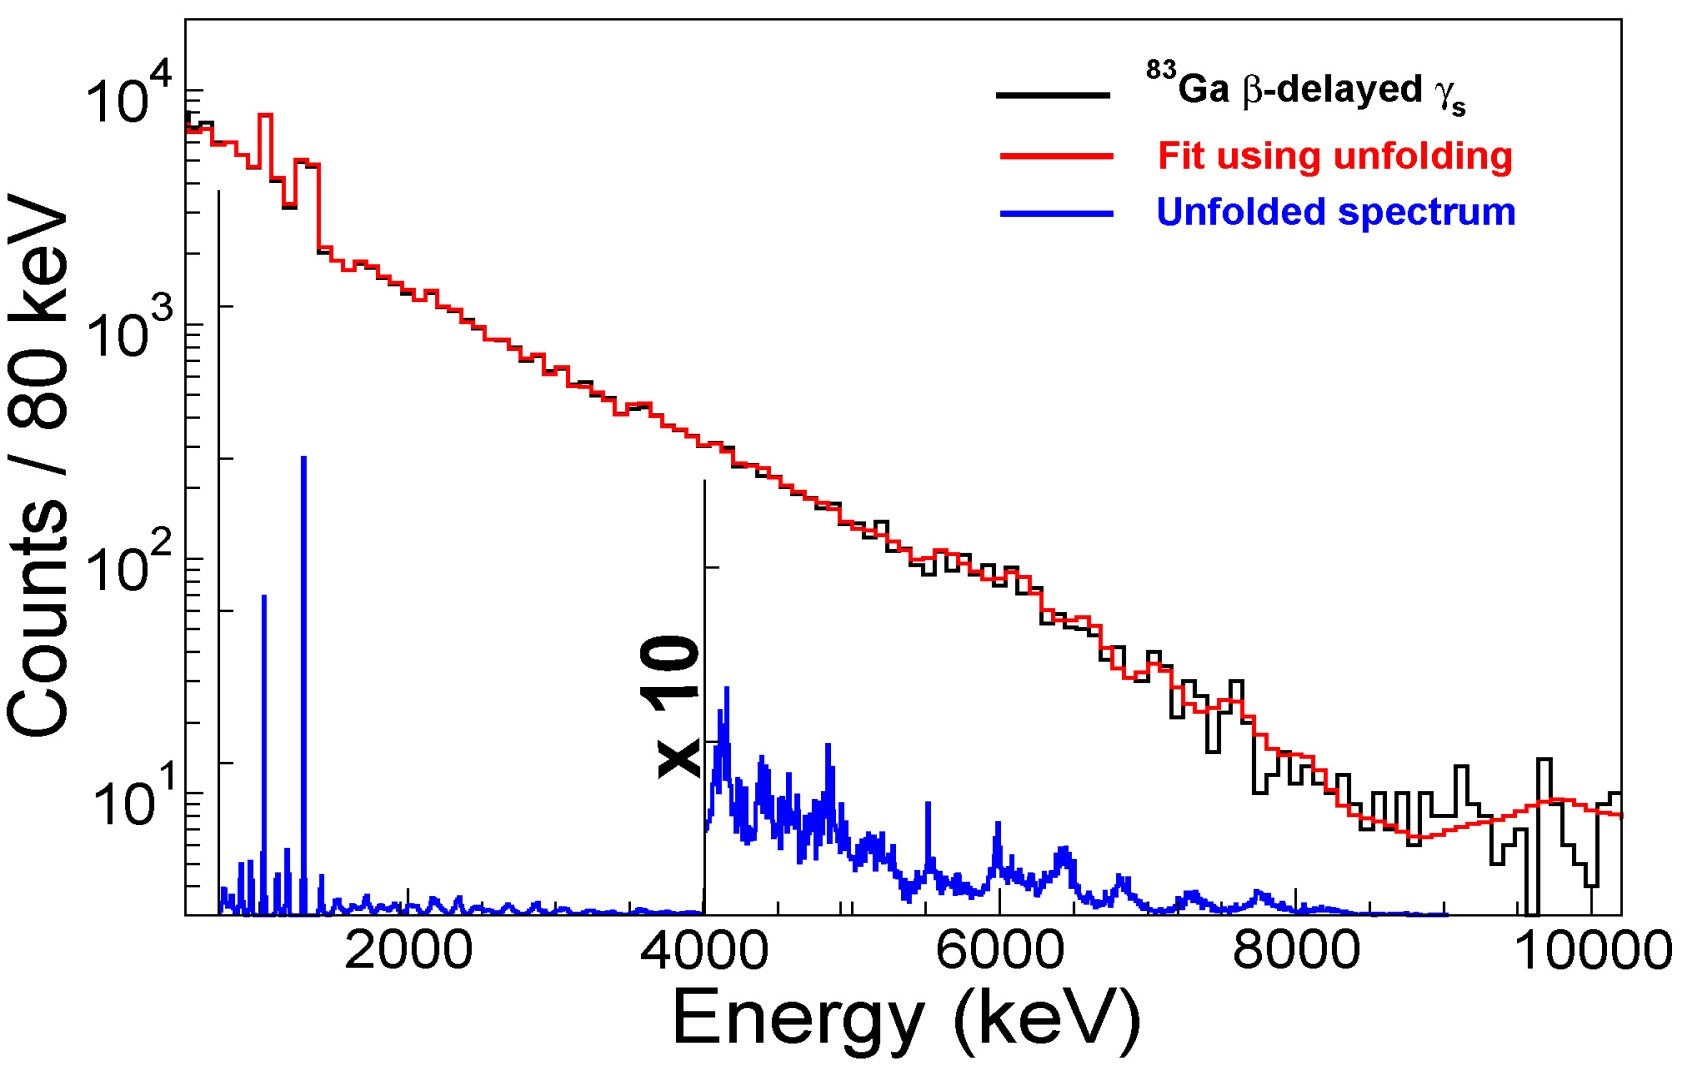 ⁸³Ga β-delayed γₛ
Fit using unfolding
Unfolded spectrum
Counts / 80 keV
10⁴
10³
10²
10¹
x 10
2000 4000 6000 8000 10000
Energy (keV)